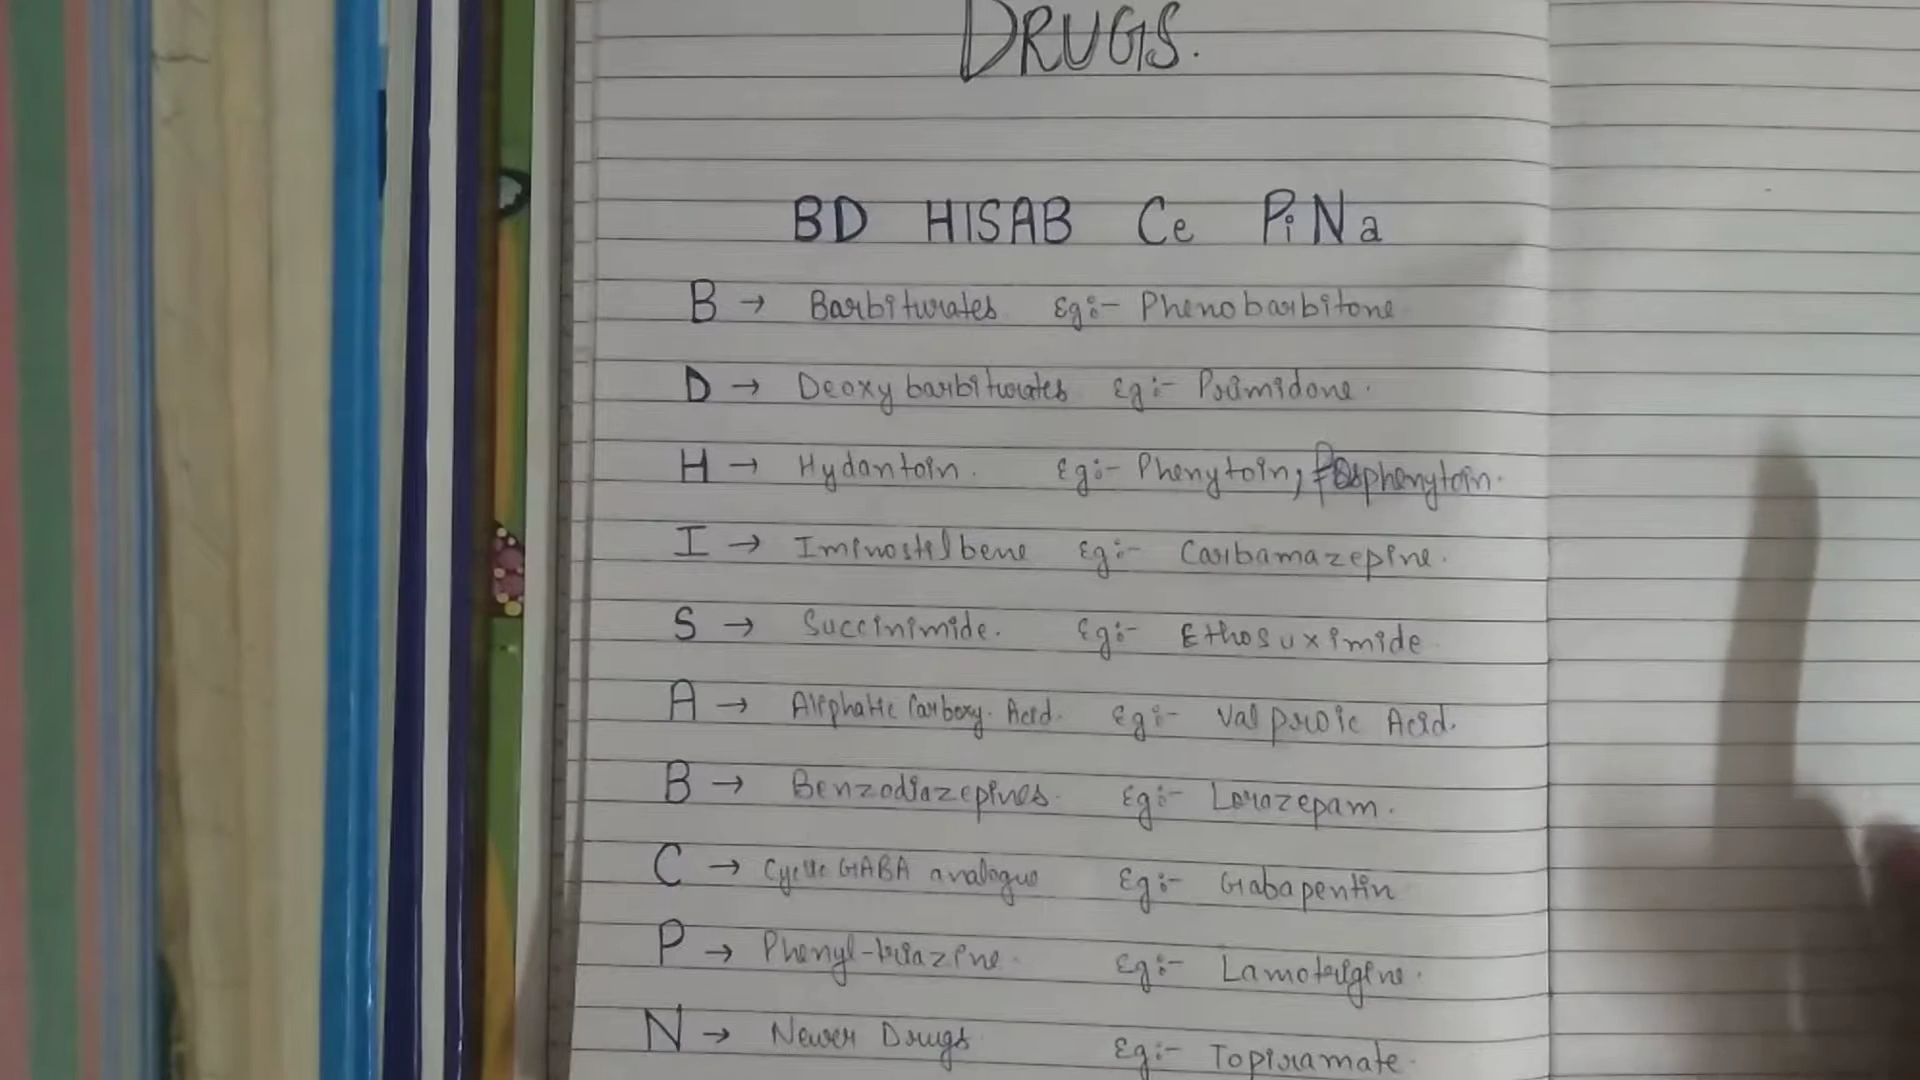 DRUGS.
BD HISAB Ce PiNa
B → Barbiturates Eg:- Phenobarbitone
D → Deoxy barbiturates Eg:- Primidone.
H → Hydantoin. Eg:- Phenytoin, Fosphenytoin.
I → Iminostilbene Eg:- Carbamazepine.
S → Succinimide. Eg:- Ethosuximide
A → Aliphatic Carboxy. Acid. Eg:- Valproic Acid.
B → Benzodiazepines. Eg:- Lorazepam.
C → Cyclic GABA analogue Eg:- Gabapentin
P → Phenyl-triazine. Eg:- Lamotrigine.
N → Newer Drugs Eg:- Topiramate.